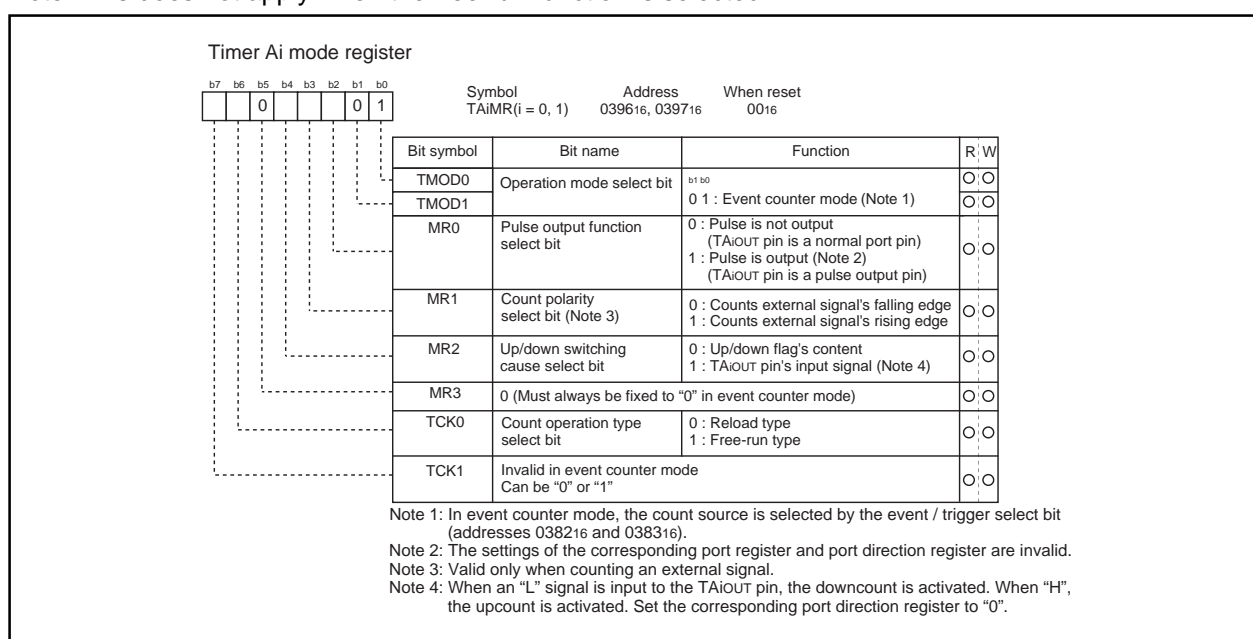 Timer Ai mode register
b7 b6 b5 b4 b3 b2 b1 b0
0 0 1
Symbol Address When reset
TAiMR(i = 0, 1) 039616, 039716 0016
Bit symbol Bit name Function R W
TMOD0 Operation mode select bit b1 b0
TMOD1 0 1 : Event counter mode (Note 1)
MR0 Pulse output function 0 : Pulse is not output
select bit (TAiOUT pin is a normal port pin)
1 : Pulse is output (Note 2)
(TAiOUT pin is a pulse output pin)
MR1 Count polarity 0 : Counts external signal's falling edge
select bit (Note 3) 1 : Counts external signal's rising edge
MR2 Up/down switching 0 : Up/down flag's content
cause select bit 1 : TAiOUT pin's input signal (Note 4)
MR3 0 (Must always be fixed to “0” in event counter mode)
TCK0 Count operation type 0 : Reload type
select bit 1 : Free-run type
TCK1 Invalid in event counter mode
Can be “0” or “1”
Note 1: In event counter mode, the count source is selected by the event / trigger select bit
(addresses 038216 and 038316).
Note 2: The settings of the corresponding port register and port direction register are invalid.
Note 3: Valid only when counting an external signal.
Note 4: When an “L” signal is input to the TAiOUT pin, the downcount is activated. When “H”,
the upcount is activated. Set the corresponding port direction register to “0”.